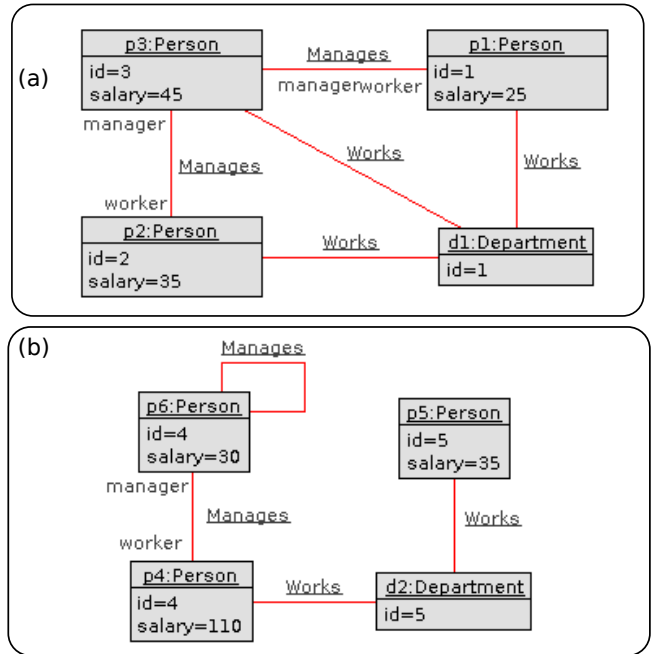 (a)
p3:Person
id=3
salary=45
Manages
manager worker
p1:Person
id=1
salary=25
manager
Manages
worker
Works
Works
p2:Person
id=2
salary=35
Works
d1:Department
id=1
(b)
Manages
p6:Person
id=4
salary=30
p5:Person
id=5
salary=35
manager
Manages
worker
Works
p4:Person
id=4
salary=110
Works
d2:Department
id=5